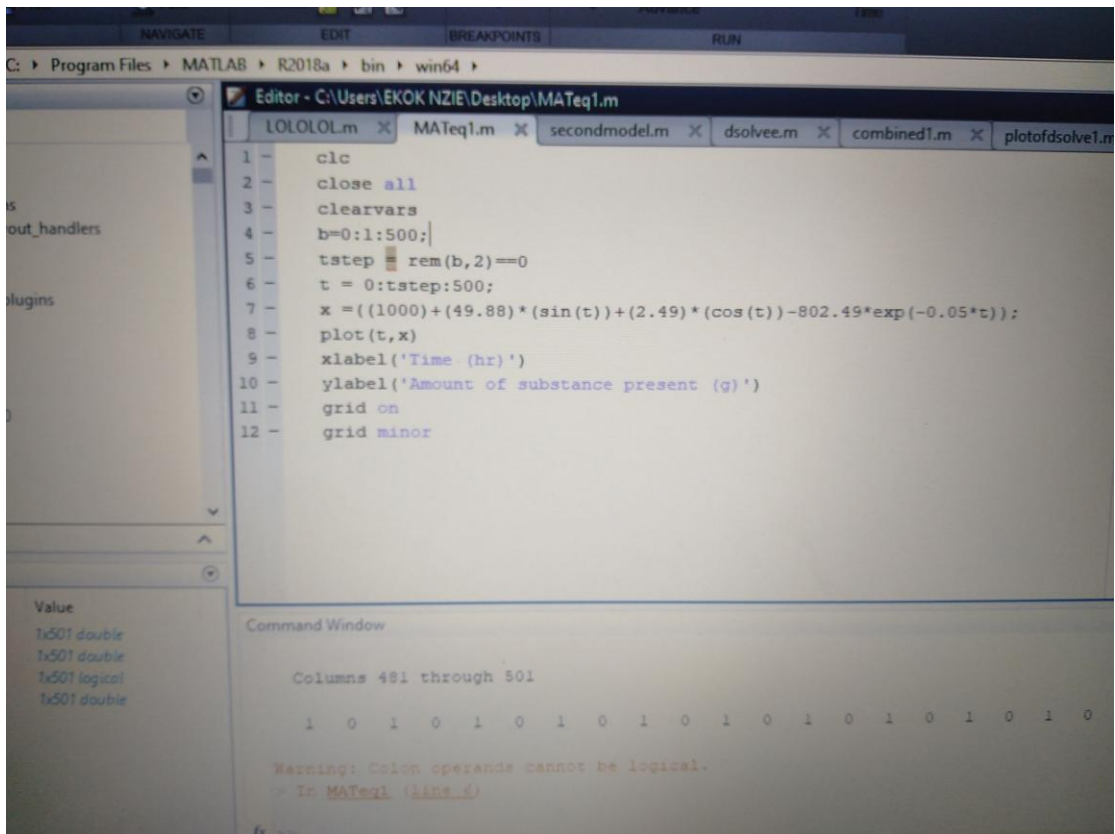 NAVIGATE EDIT BREAKPOINTS RUN
C: Program Files MATLAB R2018a bin win64
Editor - C:\Users\EKOK NZIE\Desktop\MATeq1.m
LOLOLOL.m MATeq1.m secondmodel.m dsolvee.m combined1.m plotofdsolve1.m
1 - clc
2 - close all
3 - clearvars
4 - b=0:1:500;
5 - tstep = rem(b,2)==0
6 - t = 0:tstep:500;
7 - x =((1000)+(49.88)*(sin(t))+(2.49)*(cos(t))-802.49*exp(-0.05*t));
8 - plot(t,x)
9 - xlabel('Time (hr)')
10 - ylabel('Amount of substance present (g)')
11 - grid on
12 - grid minor
out_handlers
plugins
Value
1x501 double
1x501 double
1x501 logical
1x501 double
Command Window
Columns 481 through 501
1 0 1 0 1 0 1 0 1 0 1 0 1 0 1 0 1 0 1 0
Warning: Colon operands cannot be logical.
> In MATeq1 (line 6)
fx